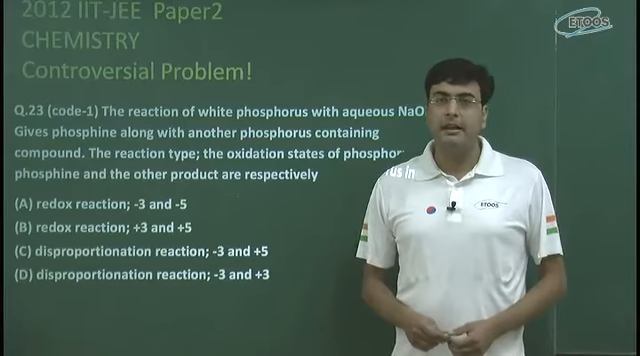 2012 IIT-JEE Paper2
ETOOS
CHEMISTRY
Controversial Problem!
Q.23 (code-1) The reaction of white phosphorus with aqueous
Gives phosphine along with another phosphorus containing
compound. The reaction type; the oxidation states of
phosphine and the other product are respectively
(A) redox reaction; -3 and -5
(B) redox reaction; +3 and +5
(C) disproportionation reaction; -3 and +5
(D) disproportionation reaction; -3 and +3
ETOOS